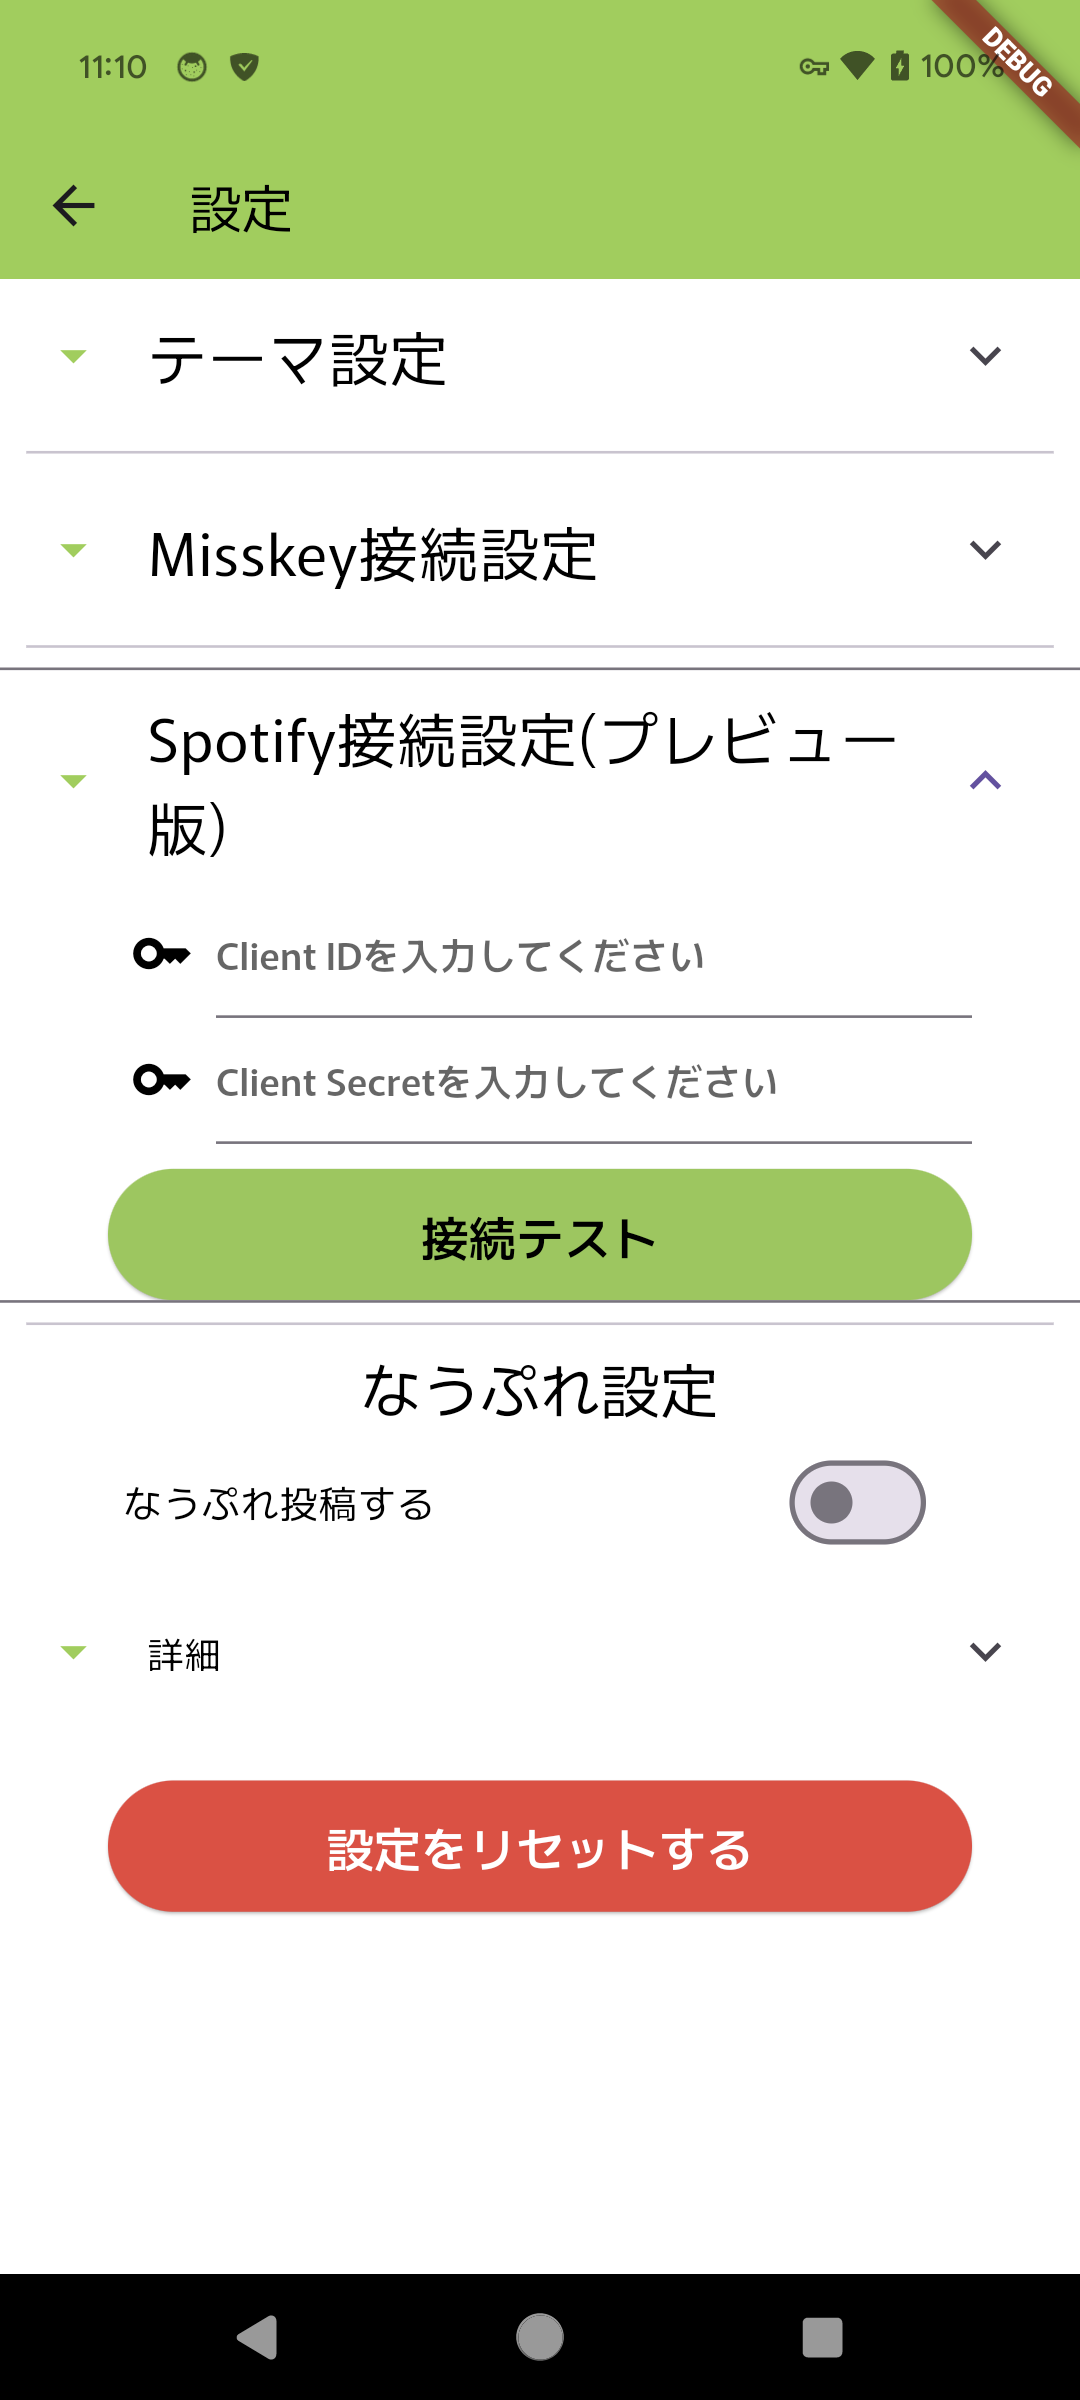 11:10
100%
DEBUG
設定
テーマ設定
Misskey接続設定
Spotify接続設定(プレビュー
版)
Client IDを入力してください
Client Secretを入力してください
接続テスト
なうぷれ設定
なうぷれ投稿する
詳細
設定をリセットする